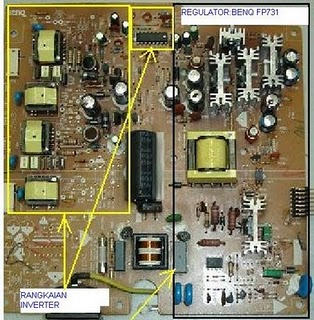 REGULATOR:BENQ FP731
RANGKAIAN
INVERTER